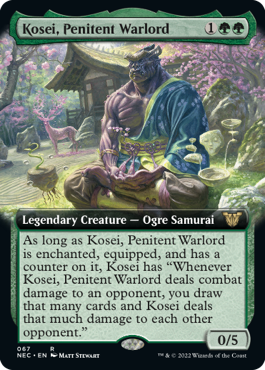 Kosei, Penitent Warlord 1
Legendary Creature — Ogre Samurai
As long as Kosei, Penitent Warlord
is enchanted, equipped, and has a
counter on it, Kosei has “Whenever
Kosei, Penitent Warlord deals combat
damage to an opponent, you draw
that many cards and Kosei deals
that much damage to each other
opponent.”
0/5
067 R
NEC • EN MATT STEWART
™ & © 2022 Wizards of the Coast